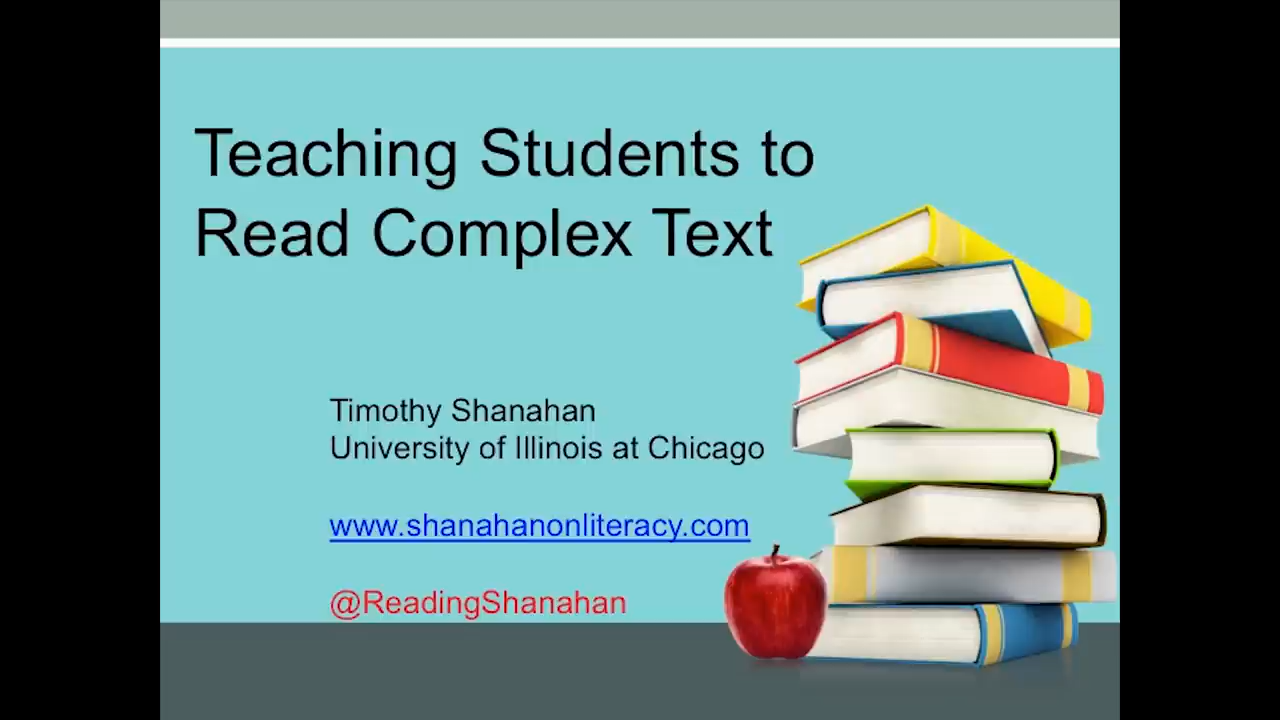 Teaching Students to
Read Complex Text
Timothy Shanahan
University of Illinois at Chicago
www.shanahanonliteracy.com
@ReadingShanahan